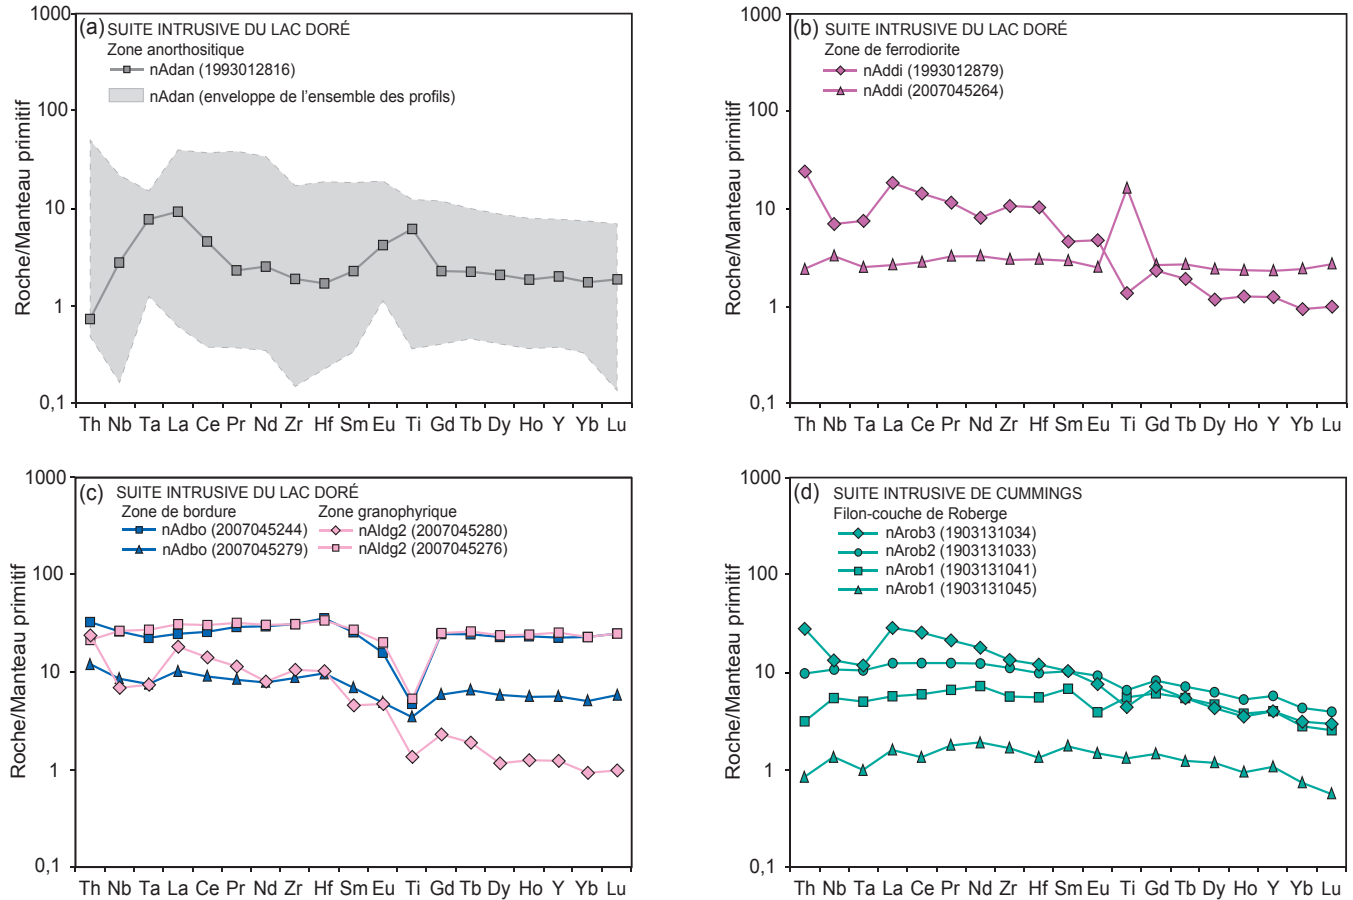 (a) SUITE INTRUSIVE DU LAC DORÉ
Zone anorthositique
nAdan (1993012816)
nAdan (enveloppe de l'ensemble des profils)
Roche/Manteau primitif
1000
100
10
1
0,1
Th Nb Ta La Ce Pr Nd Zr Hf Sm Eu Ti Gd Tb Dy Ho Y Yb Lu
(b) SUITE INTRUSIVE DU LAC DORÉ
Zone de ferrodiorite
nAddi (1993012879)
nAddi (2007045264)
Roche/Manteau primitif
1000
100
10
1
0,1
Th Nb Ta La Ce Pr Nd Zr Hf Sm Eu Ti Gd Tb Dy Ho Y Yb Lu
(c) SUITE INTRUSIVE DU LAC DORÉ
Zone de bordure
nAdbo (2007045244)
nAdbo (2007045279)
Zone granophyrique
nAldg2 (2007045280)
nAldg2 (2007045276)
Roche/Manteau primitif
1000
100
10
1
0,1
Th Nb Ta La Ce Pr Nd Zr Hf Sm Eu Ti Gd Tb Dy Ho Y Yb Lu
(d) SUITE INTRUSIVE DE CUMMINGS
Filon-couche de Roberge
nArob3 (1903131034)
nArob2 (1903131033)
nArob1 (1903131041)
nArob1 (1903131045)
Roche/Manteau primitif
1000
100
10
1
0,1
Th Nb Ta La Ce Pr Nd Zr Hf Sm Eu Ti Gd Tb Dy Ho Y Yb Lu